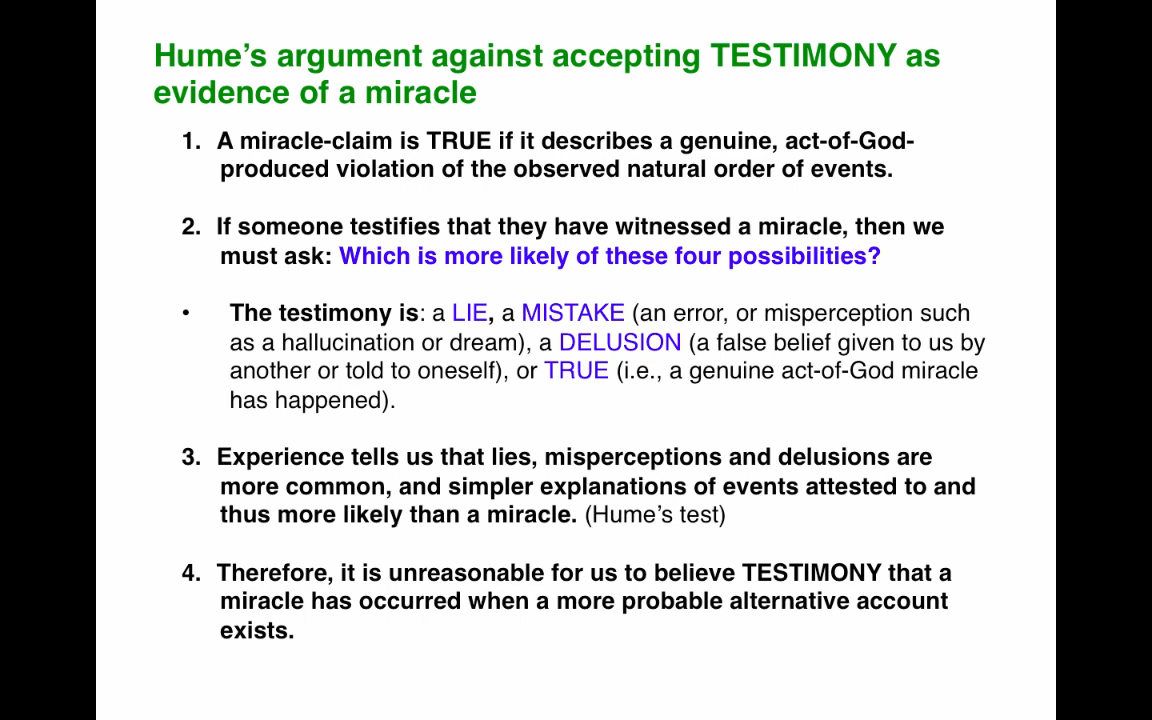 Hume’s argument against accepting TESTIMONY as
evidence of a miracle
1. A miracle-claim is TRUE if it describes a genuine, act-of-God-
produced violation of the observed natural order of events.
2. If someone testifies that they have witnessed a miracle, then we
must ask: Which is more likely of these four possibilities?
• The testimony is: a LIE, a MISTAKE (an error, or misperception such
as a hallucination or dream), a DELUSION (a false belief given to us by
another or told to oneself), or TRUE (i.e., a genuine act-of-God miracle
has happened).
3. Experience tells us that lies, misperceptions and delusions are
more common, and simpler explanations of events attested to and
thus more likely than a miracle. (Hume’s test)
4. Therefore, it is unreasonable for us to believe TESTIMONY that a
miracle has occurred when a more probable alternative account
exists.